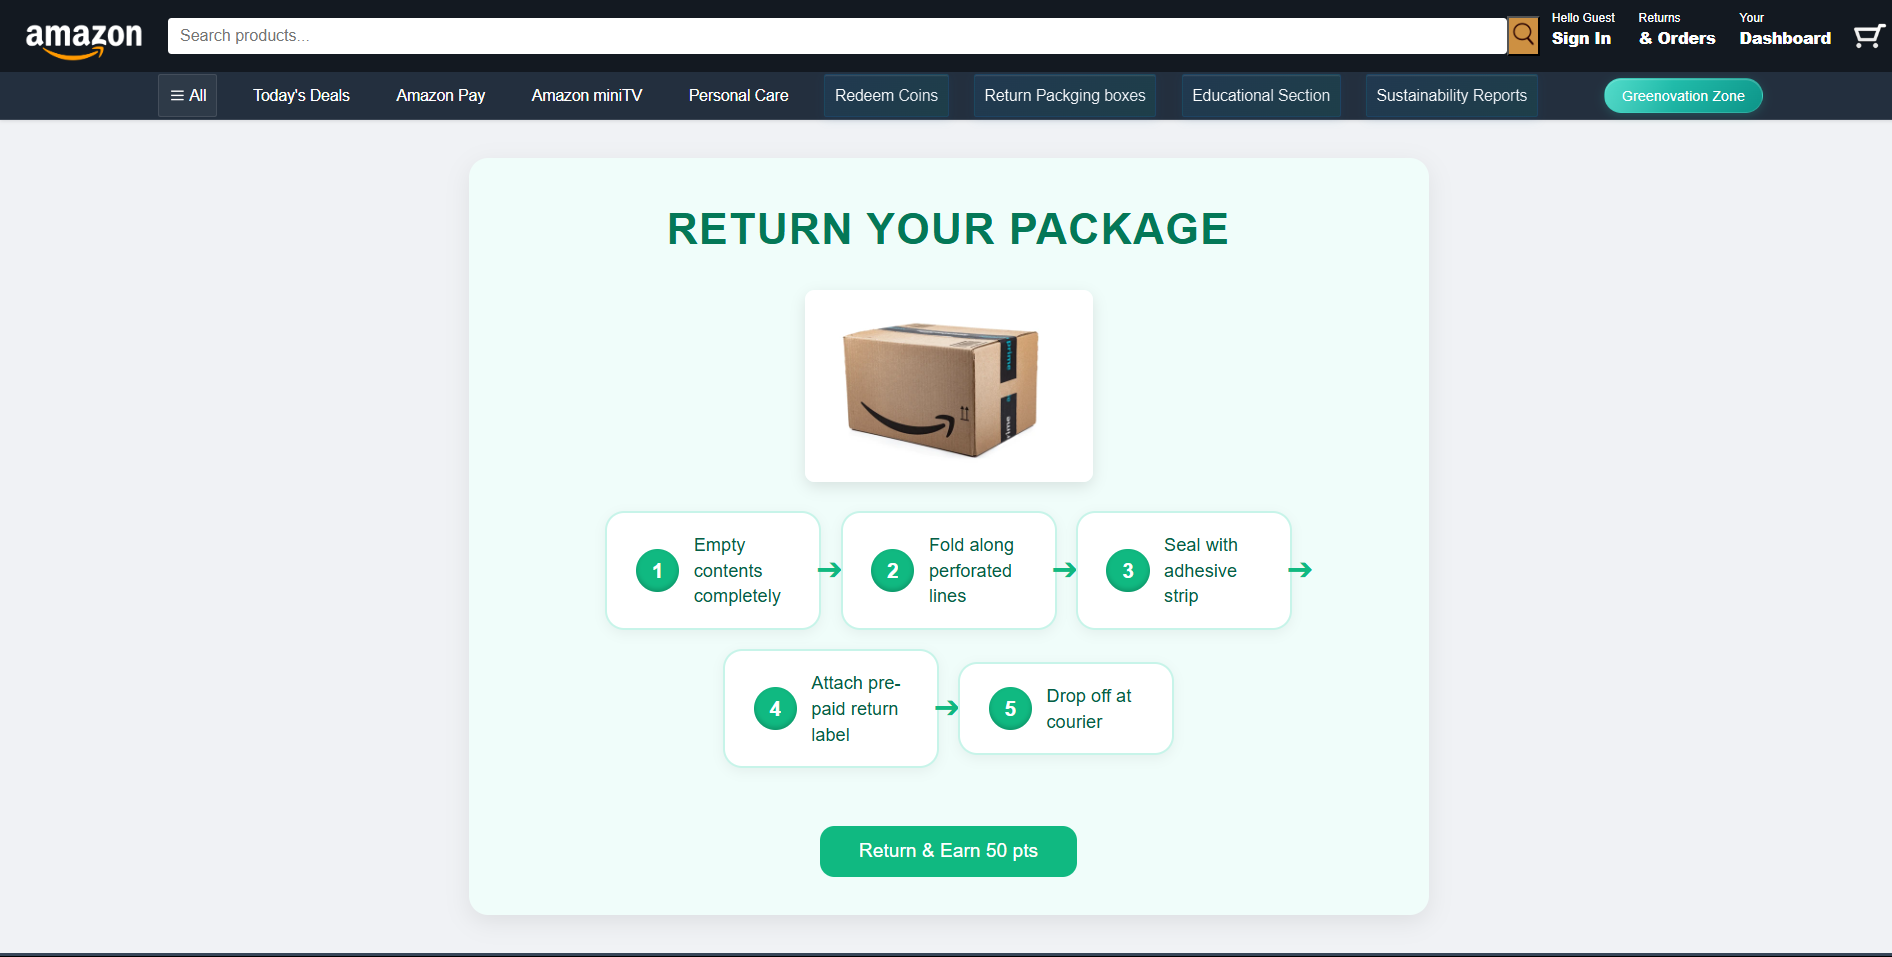 amazon
Search products...
Hello Guest
Sign In
Returns
& Orders
Your
Dashboard
All
Today's Deals
Amazon Pay
Amazon miniTV
Personal Care
Redeem Coins
Return Packging boxes
Educational Section
Sustainability Reports
Greenovation Zone
RETURN YOUR PACKAGE
prime
prime
1
Empty
contents
completely
2
Fold along
perforated
lines
3
Seal with
adhesive
strip
4
Attach pre-
paid return
label
5
Drop off at
courier
Return & Earn 50 pts